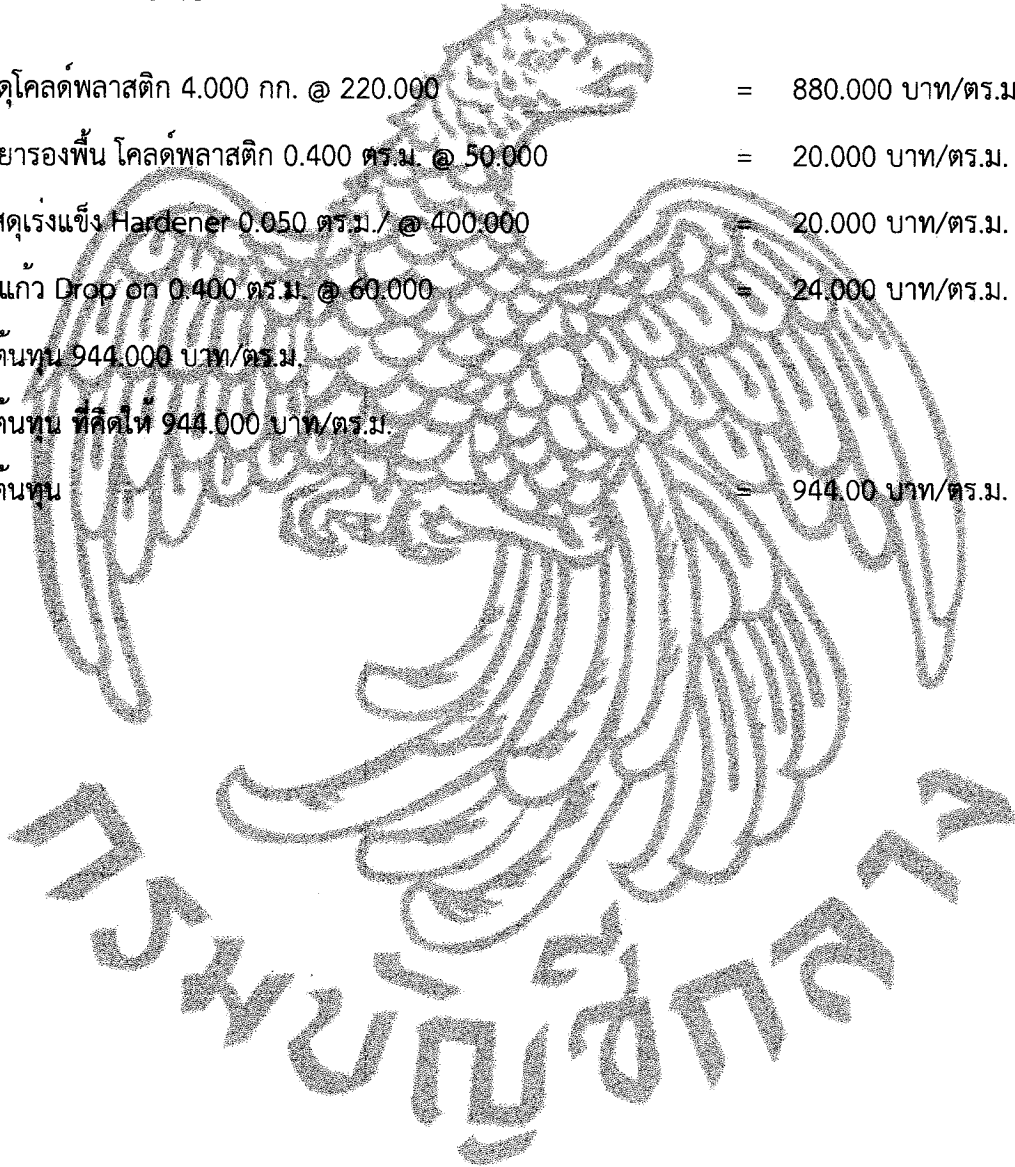 ดุโคลด์พลาสติก 4.000 กก. @ 220.000 = 880.000 บาท/ตร.ม
ยารองพื้น โคลด์พลาสติก 0.400 ตร.ม. @ 50.000 = 20.000 บาท/ตร.ม.
สดุเร่งแข็ง Hardener 0.050 ตร.ม./ @ 400.000 = 20.000 บาท/ตร.ม.
แก้ว Drop on 0.400 ตร.ม. @ 60.000 = 24.000 บาท/ตร.ม.
ต้นทุน 944.000 บาท/ตร.ม.
ต้นทุน ที่คิดให้ 944.000 บาท/ตร.ม.
ต้นทุน = 944.00 บาท/ตร.ม.
กรมบัญชีกลาง